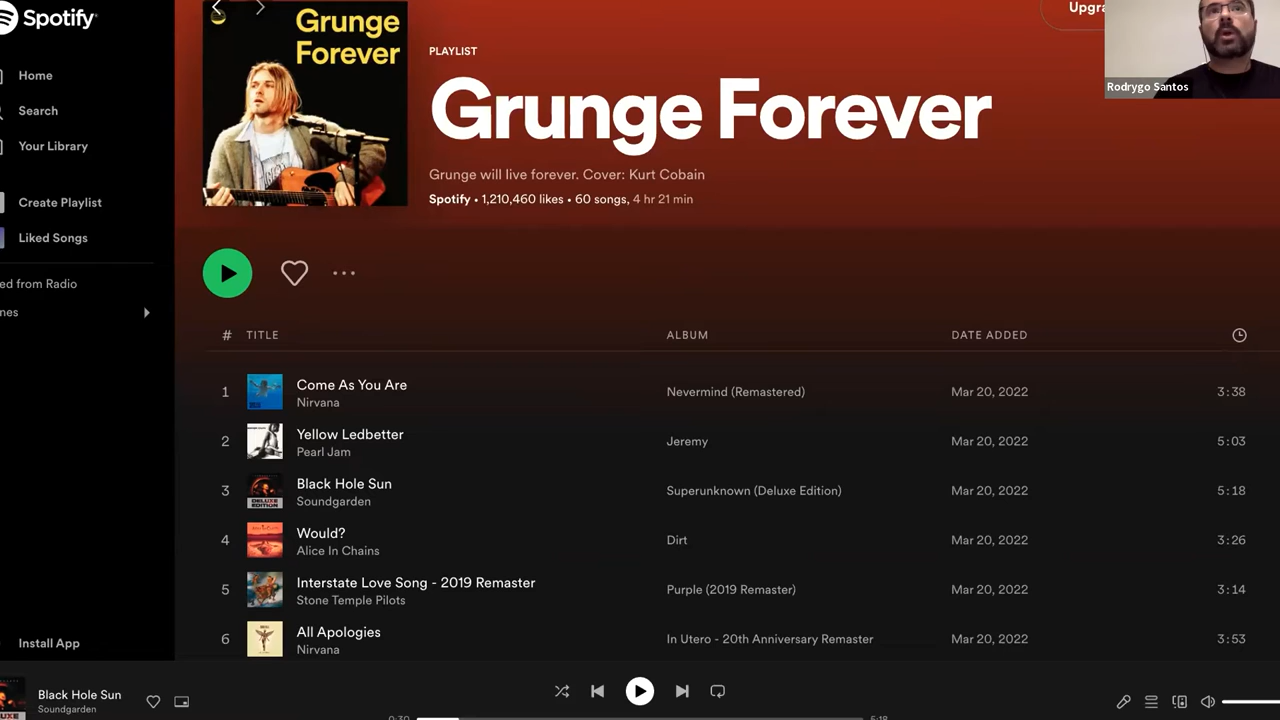 Spotify
Home
Search
Your Library
Create Playlist
Liked Songs
ed from Radio
nes
Install App
Grunge
Forever
PLAYLIST
Grunge Forever
Grunge will live forever. Cover: Kurt Cobain
Spotify • 1,210,460 likes • 60 songs, 4 hr 21 min
Upgra
Rodrygo Santos
# TITLE ALBUM DATE ADDED
1 Come As You Are Nevermind (Remastered) Mar 20, 2022 3:38
Nirvana
2 Yellow Ledbetter Jeremy Mar 20, 2022 5:03
Pearl Jam
3 Black Hole Sun Superunknown (Deluxe Edition) Mar 20, 2022 5:18
Soundgarden
DELUXE
EDITION
4 Would? Dirt Mar 20, 2022 3:26
Alice In Chains
5 Interstate Love Song - 2019 Remaster Purple (2019 Remaster) Mar 20, 2022 3:14
Stone Temple Pilots
6 All Apologies In Utero - 20th Anniversary Remaster Mar 20, 2022 3:53
Nirvana
Black Hole Sun
Soundgarden
0:30 5:18